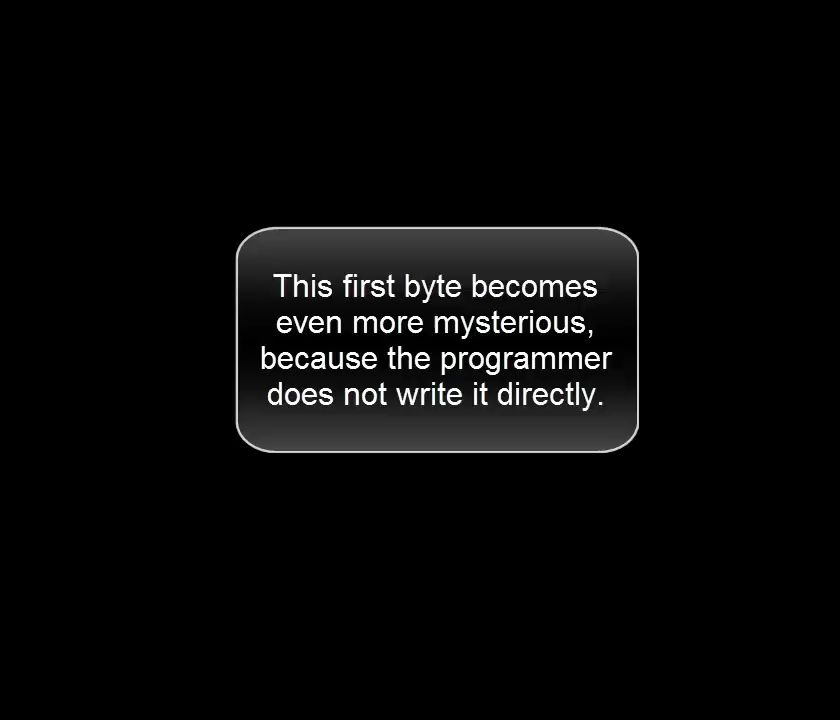 This first byte becomes
even more mysterious,
because the programmer
does not write it directly.